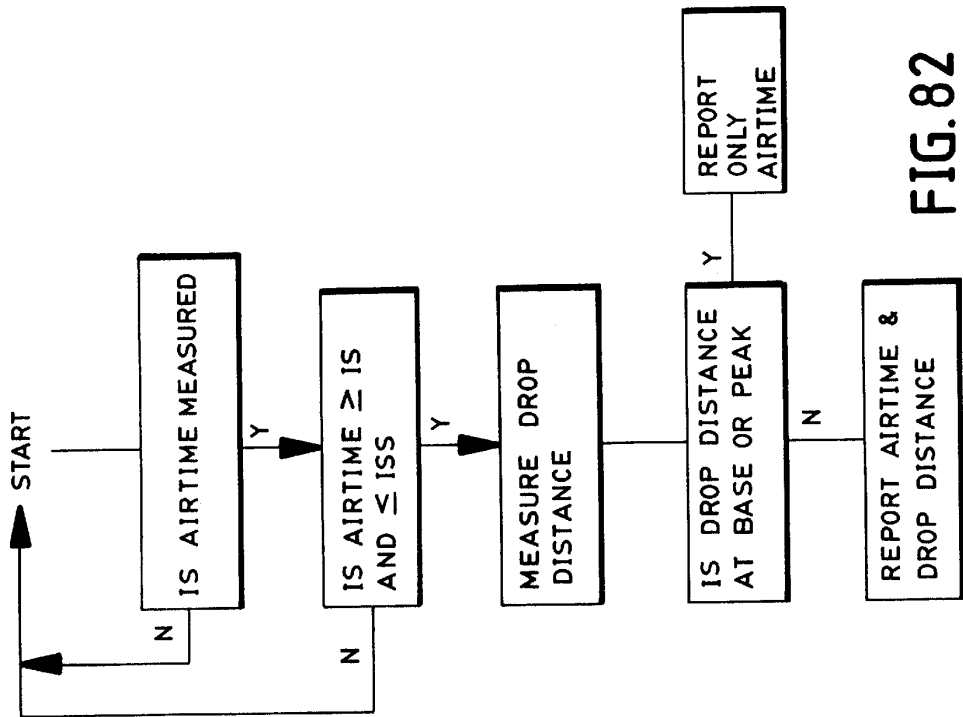 START
IS AIRTIME MEASURED
N
Y
IS AIRTIME ≥ IS
AND ≤ ISS
N
Y
MEASURE DROP
DISTANCE
IS DROP DISTANCE
AT BASE OR PEAK
Y
REPORT
ONLY
AIRTIME
N
REPORT AIRTIME &
DROP DISTANCE
FIG.82